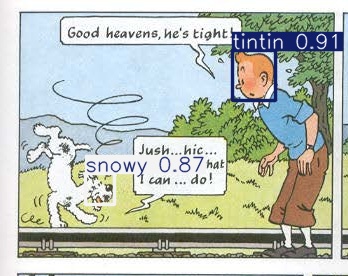 Good heavens, he's tight!
tintin 0.91
Jush...hic...
snowy 0.87 hat
I can ... do!